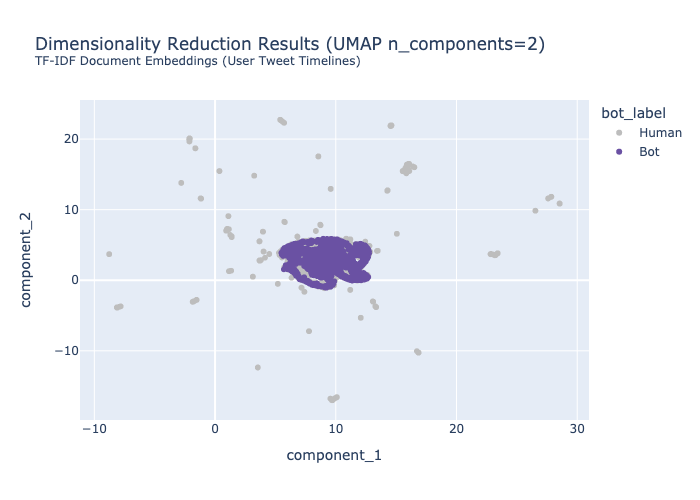 Dimensionality Reduction Results (UMAP n_components=2)
TF-IDF Document Embeddings (User Tweet Timelines)
bot_label
Human
Bot
20
10
0
−10
component_2
−10 0 10 20 30
component_1